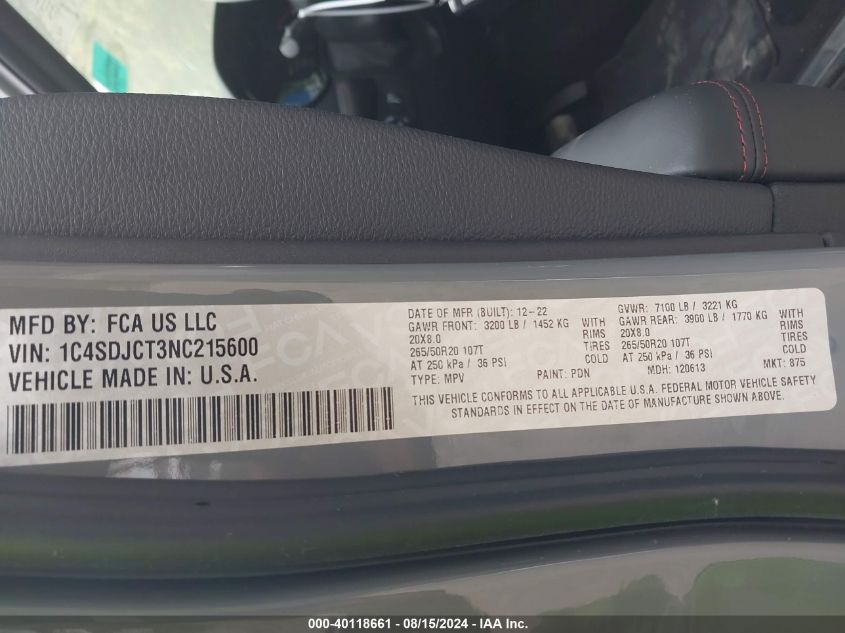 MFD BY: FCA US LLC
VIN: 1C4SDJCT3NC215600
VEHICLE MADE IN: U.S.A.
DATE OF MFR (BUILT): 12-22 GVWR: 7100 LB / 3221 KG
GAWR FRONT: 3200 LB / 1452 KG WITH GAWR REAR: 3900 LB / 1770 KG WITH
20X8.0 RIMS 20X8.0 RIMS
265/50R20 107T TIRES 265/50R20 107T TIRES
AT 250 kPa / 36 PSI COLD AT 250 kPa / 36 PSI COLD
TYPE: MPV PAINT: PDN MDH: 120613 MKT: 875
THIS VEHICLE CONFORMS TO ALL APPLICABLE U.S.A. FEDERAL MOTOR VEHICLE SAFETY
STANDARDS IN EFFECT ON THE DATE OF MANUFACTURE SHOWN ABOVE.
000-40118661 - 08/15/2024 - IAA Inc.